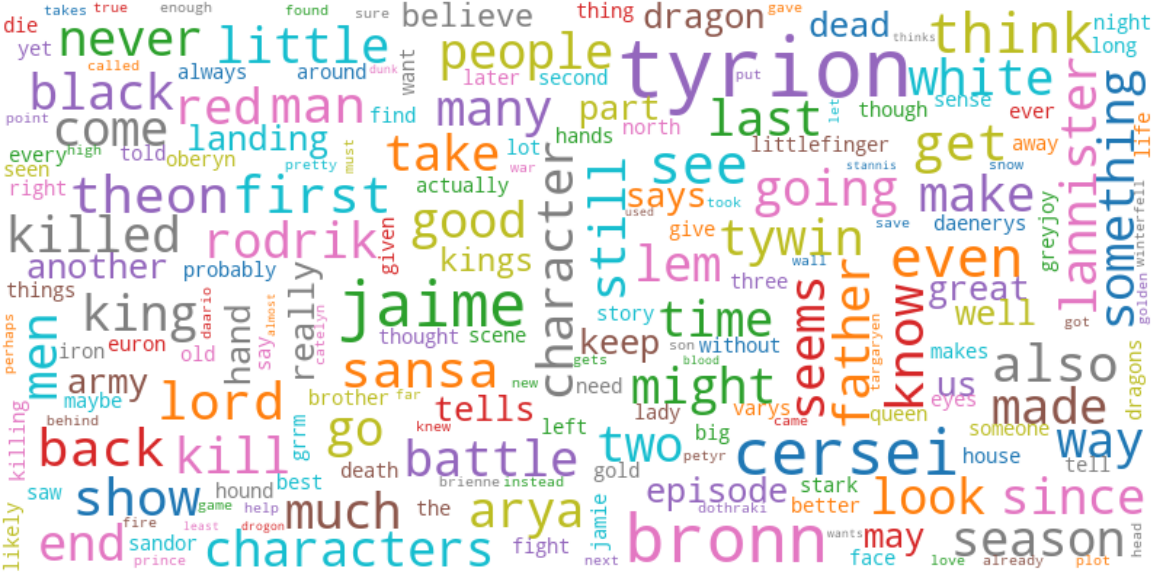 takes true enough found sure believe thing dragon gave dead thinks think night
die yet never little want people tyrion put long
called always around dunk later second white
black red man find many part last let though sense ever something
point come landing hands north littlefinger get away life
every high told oberyn pretty must take lot war see stannis snow
seen right theon first actually character still says took going make lannister
killed rodrik given good used give tywin save daenerys greyjoy winterfell
another probably kings lem wall even
things king daario almost really catelyn jaime three father great golden
perhaps men iron euron old hand say thought scene story time seems know well got
keep son without targaryen makes also dragons
army sansa new need gets blood might us eyes made
maybe lord brother far tells lady varys came queen someone
killing behind grrm go knew left big way
back kill death battle two petyr cersei house tell
saw show hound best brienne instead gold episode stark look since
likely fire game help much the arya jamie dothraki better
end sandor least drogon characters fight bronn wants may season head
prince next face love already plot